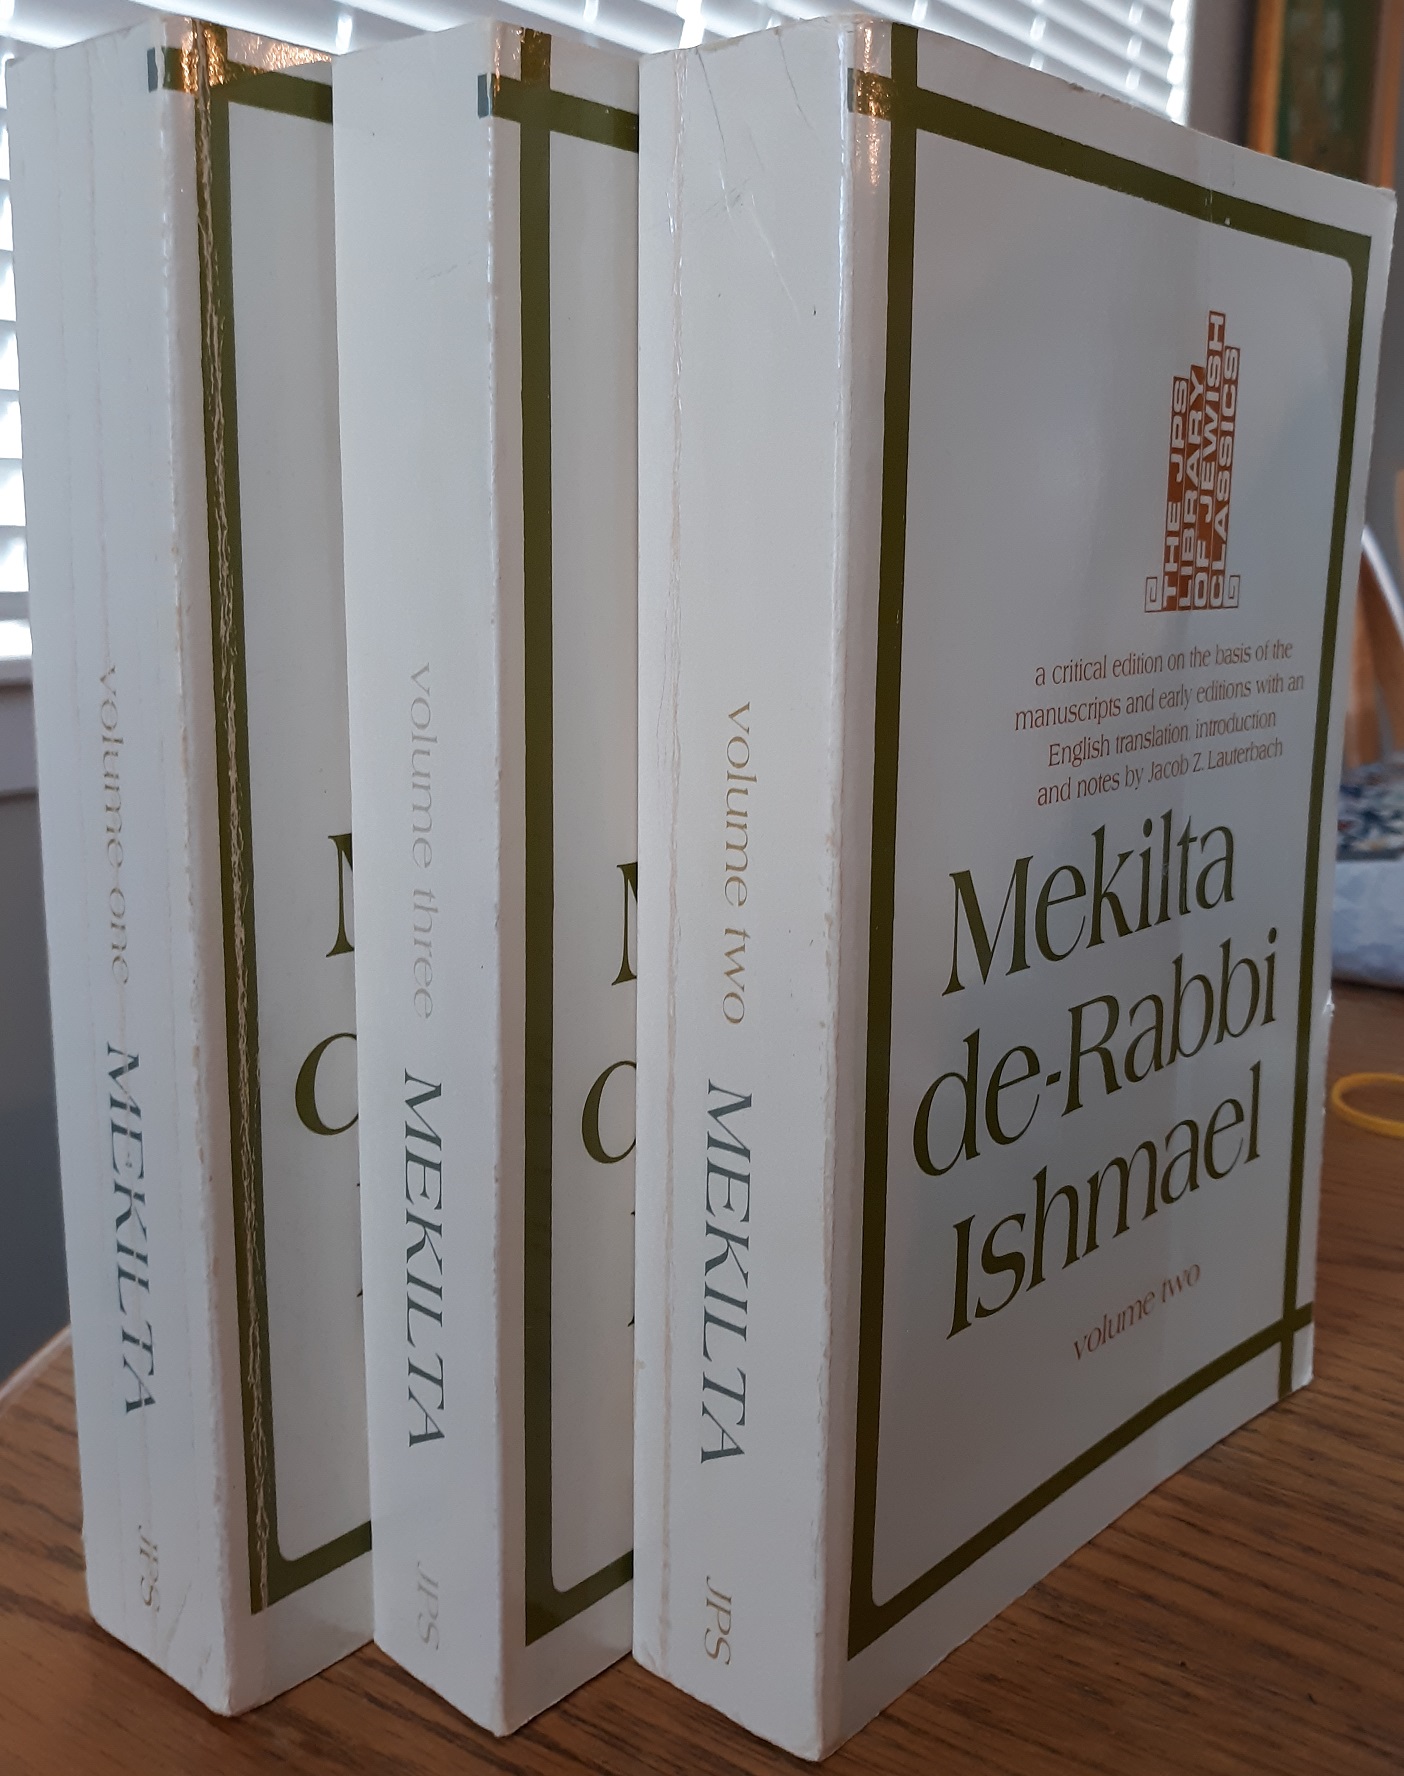 volume one MEKILTA JPS
volume three MEKILTA JPS
volume two MEKILTA JPS
THE JPS
LIBRARY
OF JEWISH
CLASSICS
a critical edition on the basis of the
manuscripts and early editions with an
English translation, introduction
and notes by Jacob Z. Lauterbach
Mekilta
de-Rabbi
Ishmael
volume two